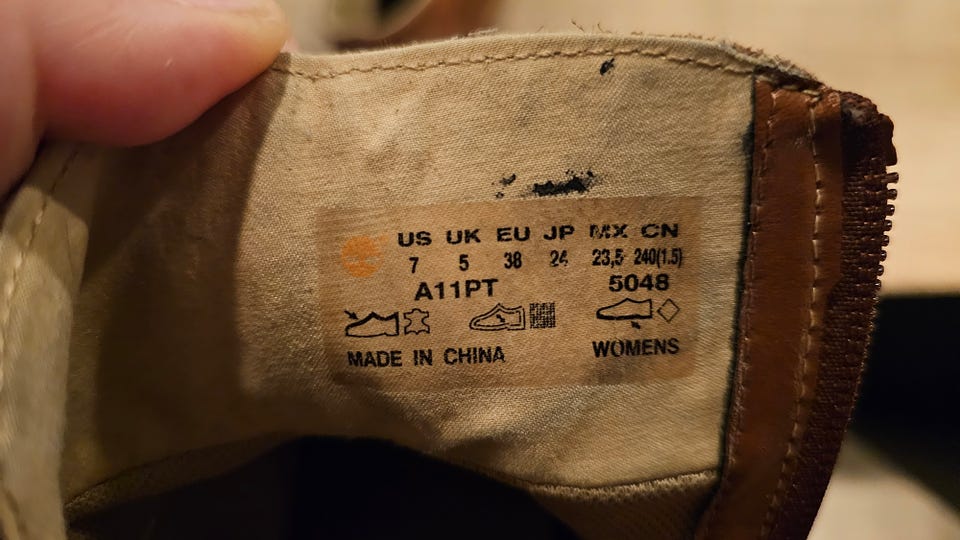 US UK EU JP MX CN
7 5 38 24 23,5 240(1.5)
A11PT 5048
MADE IN CHINA WOMENS